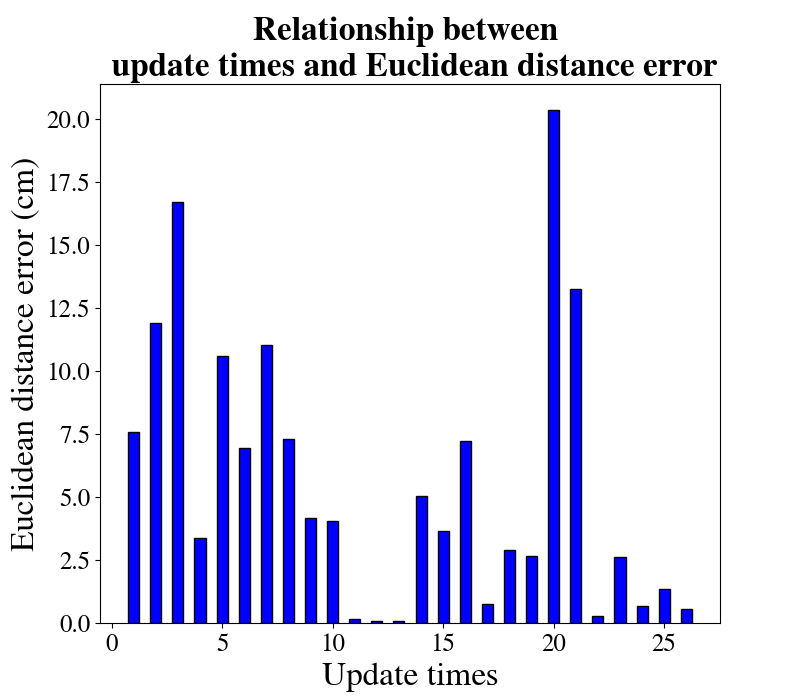 Relationship between
update times and Euclidean distance error
Euclidean distance error (cm)
20.0
17.5
15.0
12.5
10.0
7.5
5.0
2.5
0.0
0 5 10 15 20 25
Update times